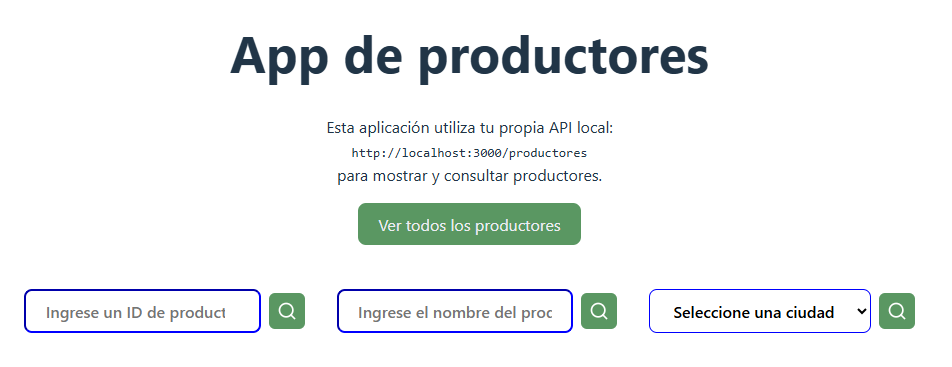 App de productores
Esta aplicación utiliza tu propia API local:
http://localhost:3000/productores
para mostrar y consultar productores.
Ver todos los productores
Ingrese un ID de product
Ingrese el nombre del proc
Seleccione una ciudad